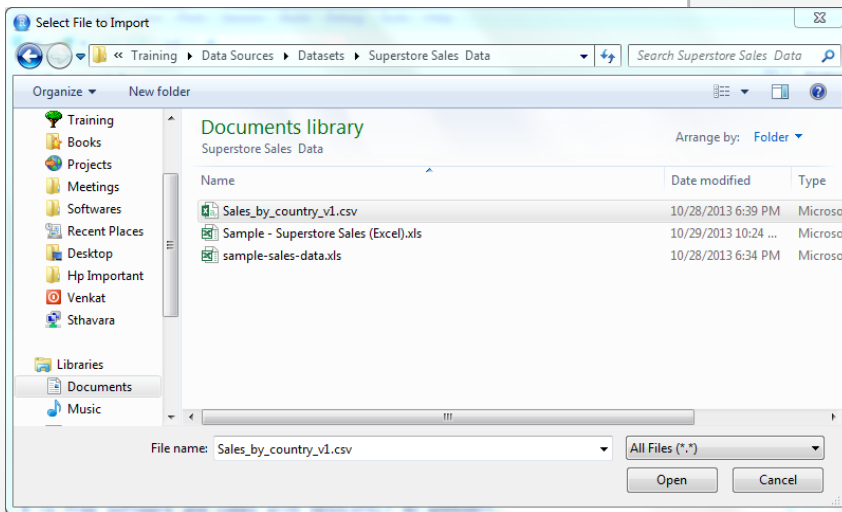 Select File to Import
« Training Data Sources Datasets Superstore Sales Data Search Superstore Sales Data
Organize New folder
Training
Books
Projects
Meetings
Softwares
Recent Places
Desktop
Hp Important
Venkat
Sthavara
Libraries
Documents
Music
Documents library
Superstore Sales Data
Arrange by: Folder
Name Date modified Type
Sales_by_country_v1.csv 10/28/2013 6:39 PM Microso
Sample - Superstore Sales (Excel).xls 10/29/2013 10:24 ... Microso
sample-sales-data.xls 10/28/2013 6:34 PM Microso
File name: Sales_by_country_v1.csv All Files (*.*)
Open Cancel